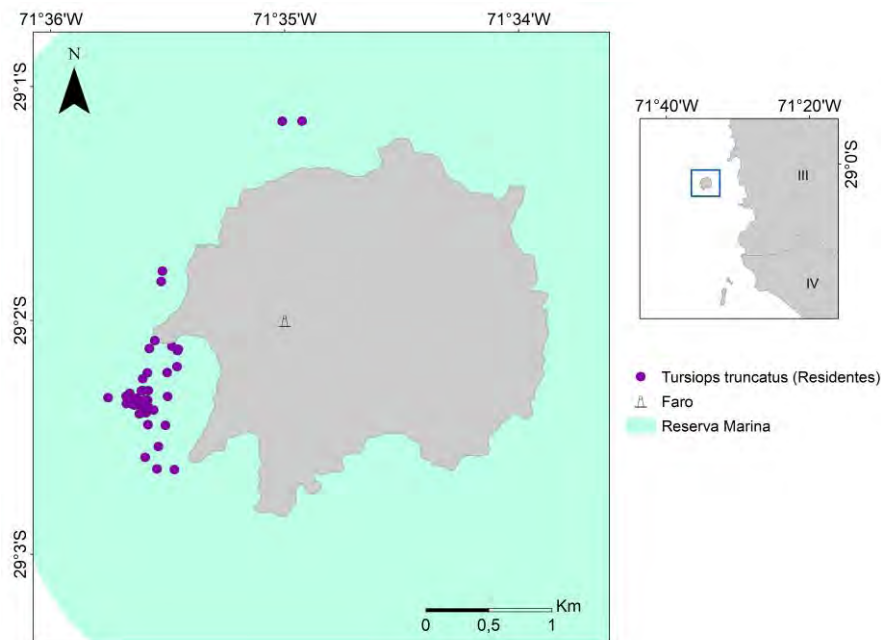 71°36'W 71°35'W 71°34'W
N
29°1'S
29°2'S
29°3'S
Km
0 0,5 1
71°40'W 71°20'W
29°0'S
III
IV
Tursiops truncatus (Residentes)
Faro
Reserva Marina